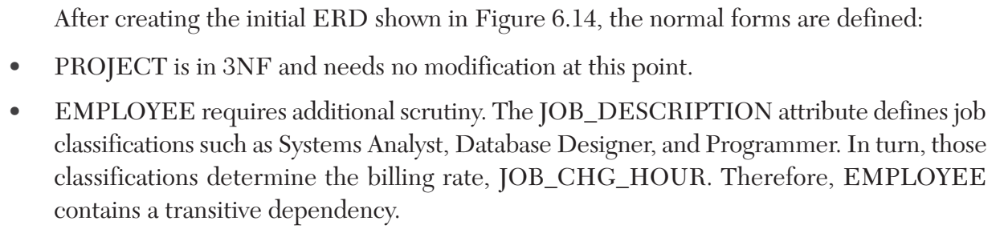 After creating the initial ERD shown in Figure 6.14, the normal forms are defined:
• PROJECT is in 3NF and needs no modification at this point.
• EMPLOYEE requires additional scrutiny. The JOB_DESCRIPTION attribute defines job
classifications such as Systems Analyst, Database Designer, and Programmer. In turn, those
classifications determine the billing rate, JOB_CHG_HOUR. Therefore, EMPLOYEE
contains a transitive dependency.